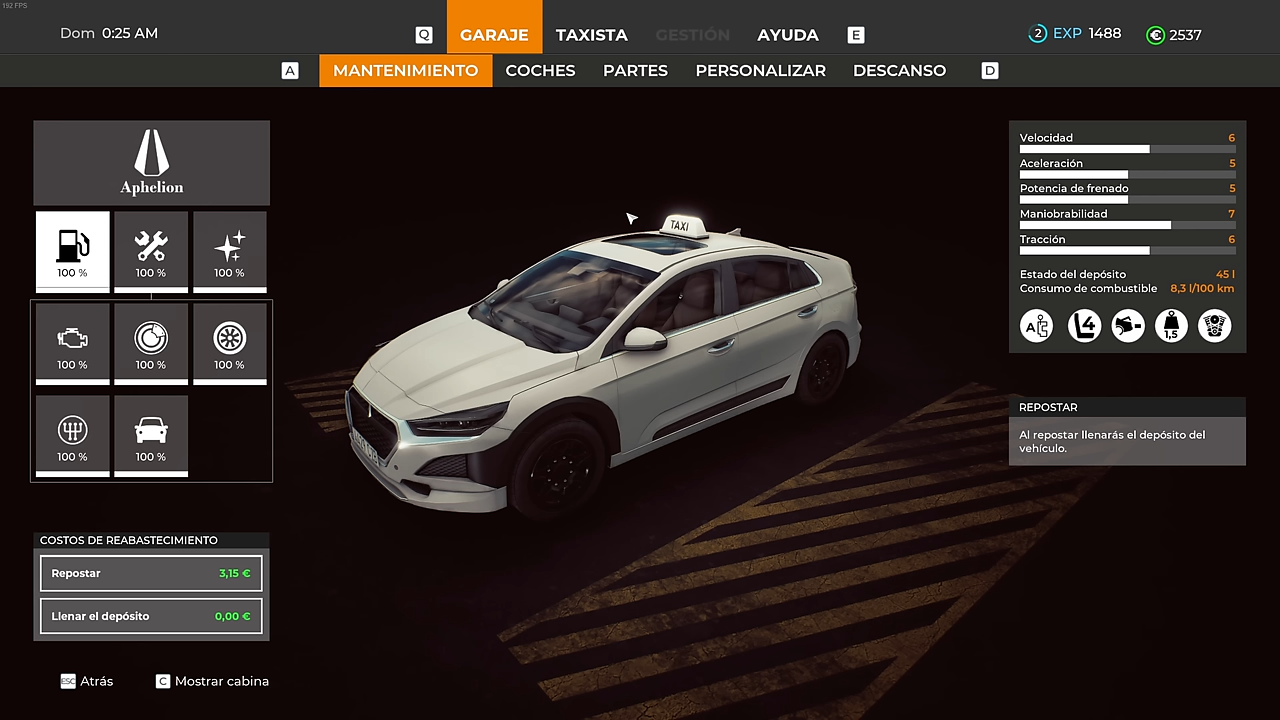 192 FPS
Dom 0:25 AM
Q GARAJE TAXISTA GESTIÓN AYUDA E
2 EXP 1488 € 2537
A MANTENIMIENTO COCHES PARTES PERSONALIZAR DESCANSO D
Aphelion
100 % 100 % 100 %
100 % 100 % 100 %
100 % 100 %
COSTOS DE REABASTECIMIENTO
Repostar 3,15 €
Llenar el depósito 0,00 €
ESC Atrás C Mostrar cabina
TAXI
Velocidad 6
Aceleración 5
Potencia de frenado 5
Maniobrabilidad 7
Tracción 6
Estado del depósito 45 l
Consumo de combustible 8,3 l/100 km
A 4 1,5
REPOSTAR
Al repostar llenarás el depósito del
vehículo.